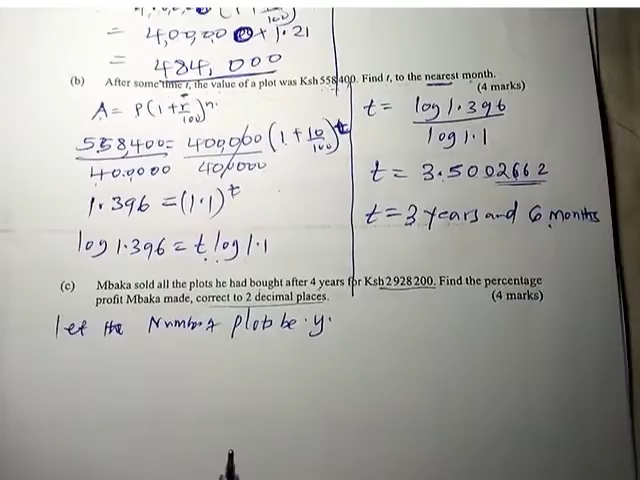 = 4,00,000 × 1.21
= 484,000
(b) After some time t, the value of a plot was Ksh 558400. Find t, to the nearest month.
(4 marks)
A = P(1 + r/100)^n
558,400 / 400000 = 400,000 / 400000 (1 + 10/100)^t
1.396 = (1.1)^t
log 1.396 = t log 1.1
t = log 1.396 / log 1.1
t = 3.5002662
t = 3 years and 6 months
(c) Mbaka sold all the plots he had bought after 4 years for Ksh 2928200. Find the percentage
profit Mbaka made, correct to 2 decimal places. (4 marks)
let the Number of plots be y.